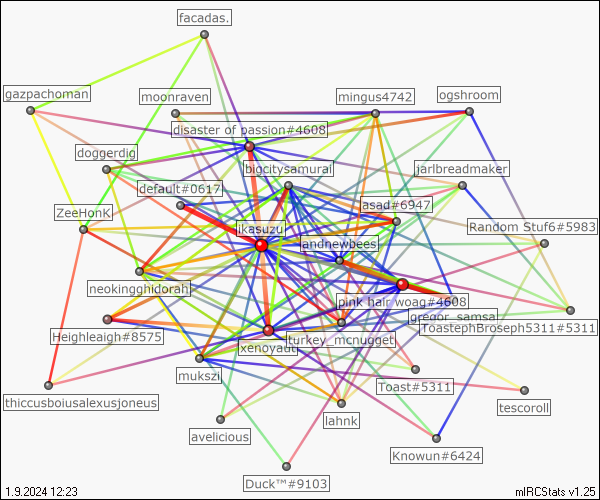 facadas.
gazpachoman
moonraven
mingus4742
ogshroom
disaster of passion#4608
doggerdig
bigcitysamurai
jarlbreadmaker
default#0617
asad#6947
ZeeHonK
ikasuzu
Random Stuf6#5983
andnewbees
neokingghidorah
pink hair woag#4608
gregor_samsa
ToastephBroseph5311#5311
Heighleaigh#8575
xenoyaut
turkey_mcnugget
mukszi
Toast#5311
thiccusboiusalexusjoneus
tescoroll
lahnk
avelicious
Knowun#6424
Duck™#9103
1.9.2024 12:23
mIRCStats v1.25